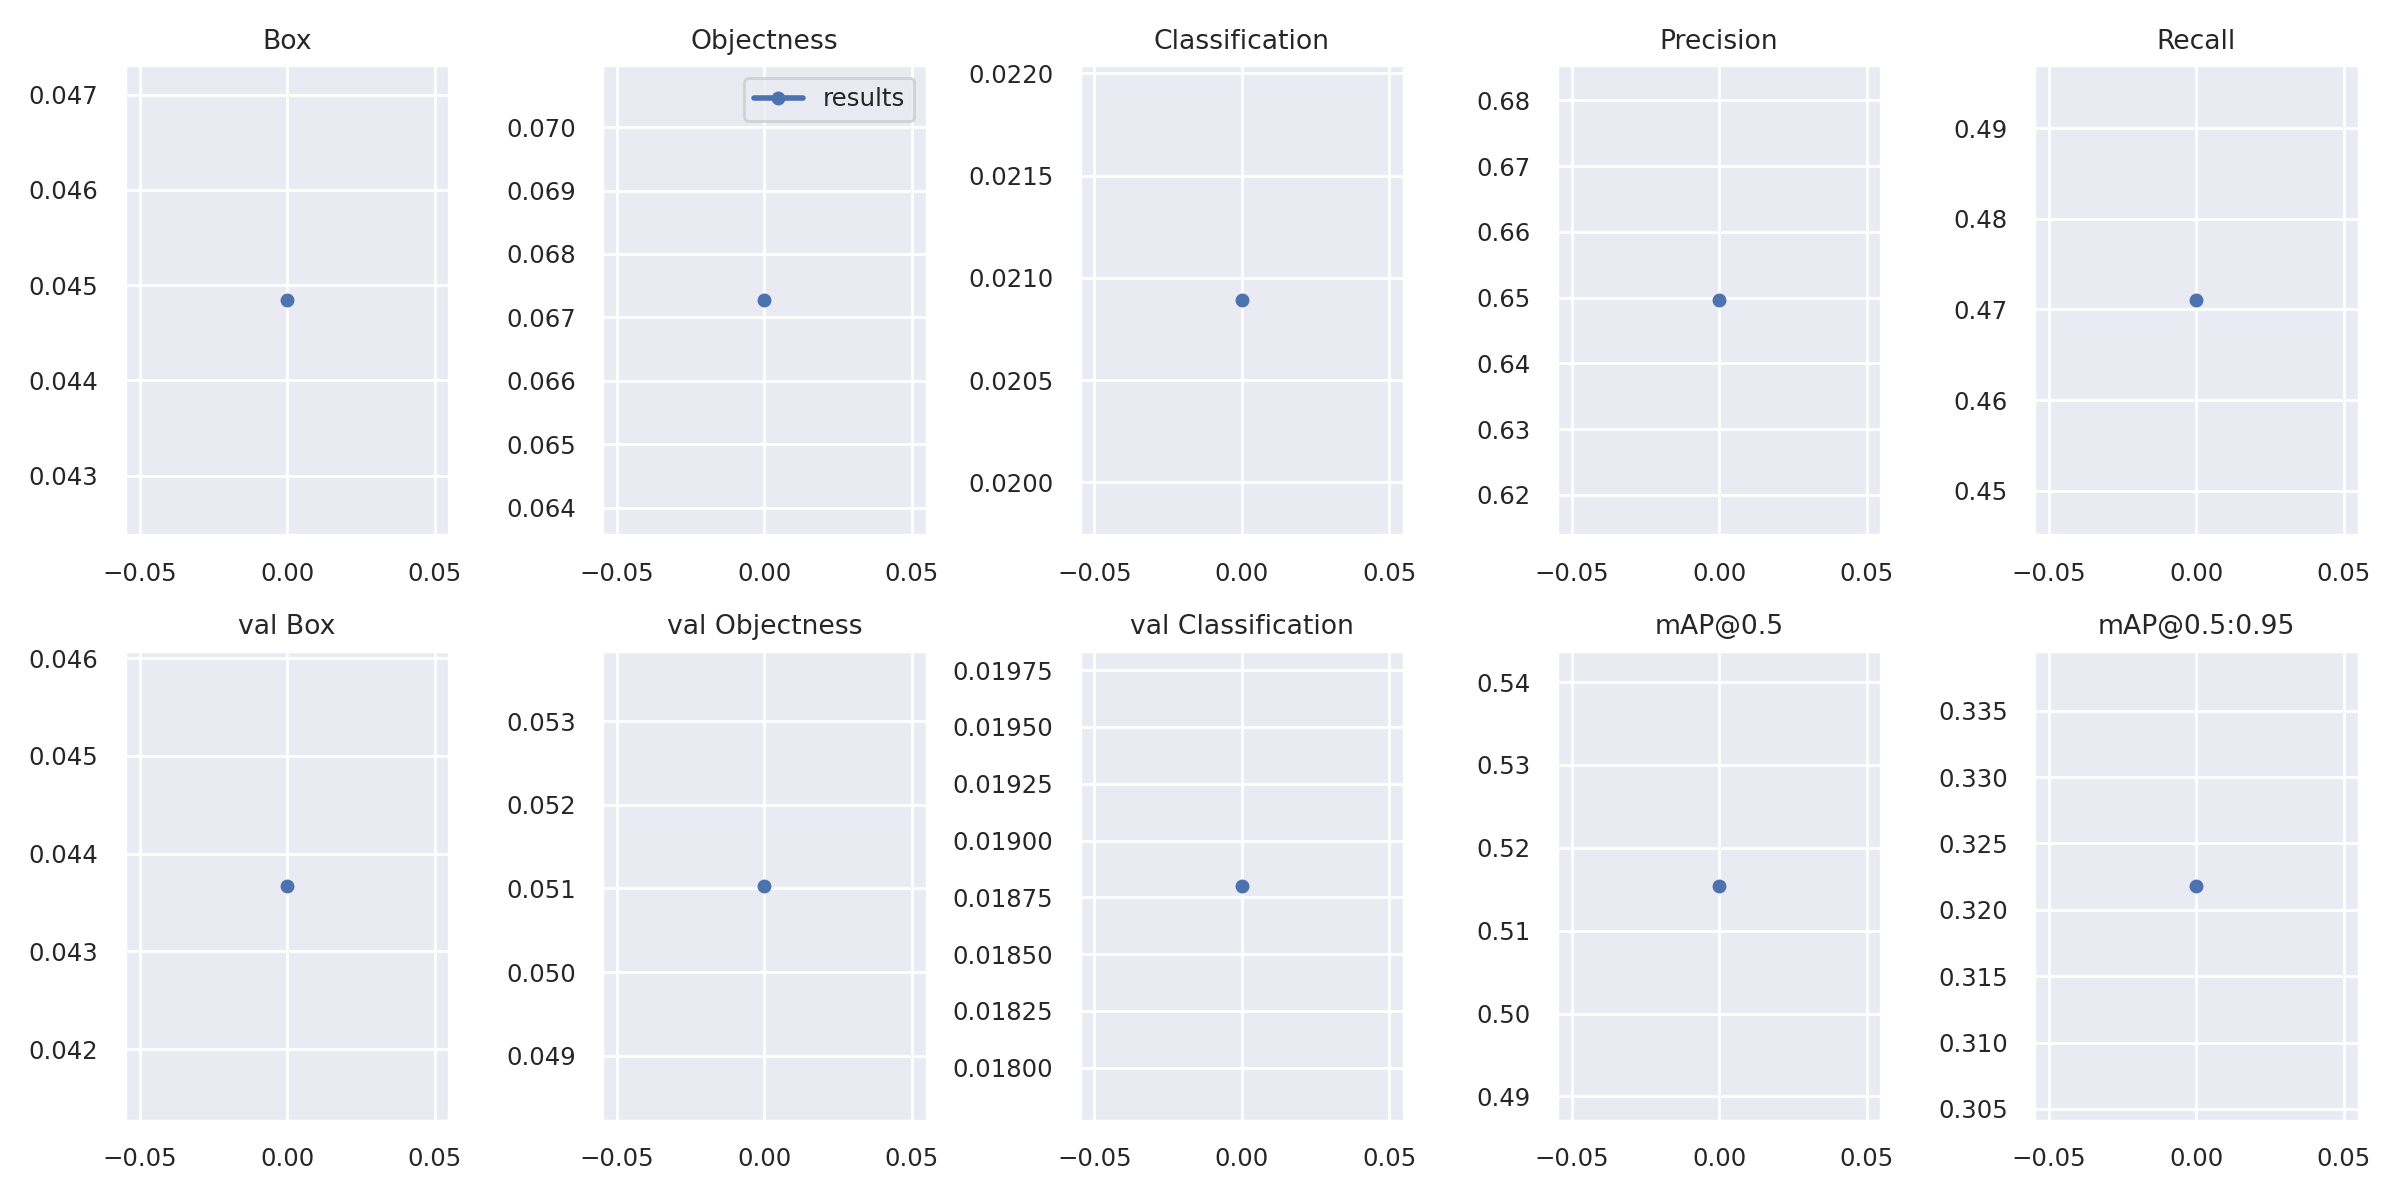 Box
0.047
0.046
0.045
0.044
0.043
−0.05 0.00 0.05
Objectness
results
0.070
0.069
0.068
0.067
0.066
0.065
0.064
−0.05 0.00 0.05
Classification
0.0220
0.0215
0.0210
0.0205
0.0200
−0.05 0.00 0.05
Precision
0.68
0.67
0.66
0.65
0.64
0.63
0.62
−0.05 0.00 0.05
Recall
0.49
0.48
0.47
0.46
0.45
−0.05 0.00 0.05
val Box
0.046
0.045
0.044
0.043
0.042
−0.05 0.00 0.05
val Objectness
0.053
0.052
0.051
0.050
0.049
−0.05 0.00 0.05
val Classification
0.01975
0.01950
0.01925
0.01900
0.01875
0.01850
0.01825
0.01800
−0.05 0.00 0.05
mAP@0.5
0.54
0.53
0.52
0.51
0.50
0.49
−0.05 0.00 0.05
mAP@0.5:0.95
0.335
0.330
0.325
0.320
0.315
0.310
0.305
−0.05 0.00 0.05